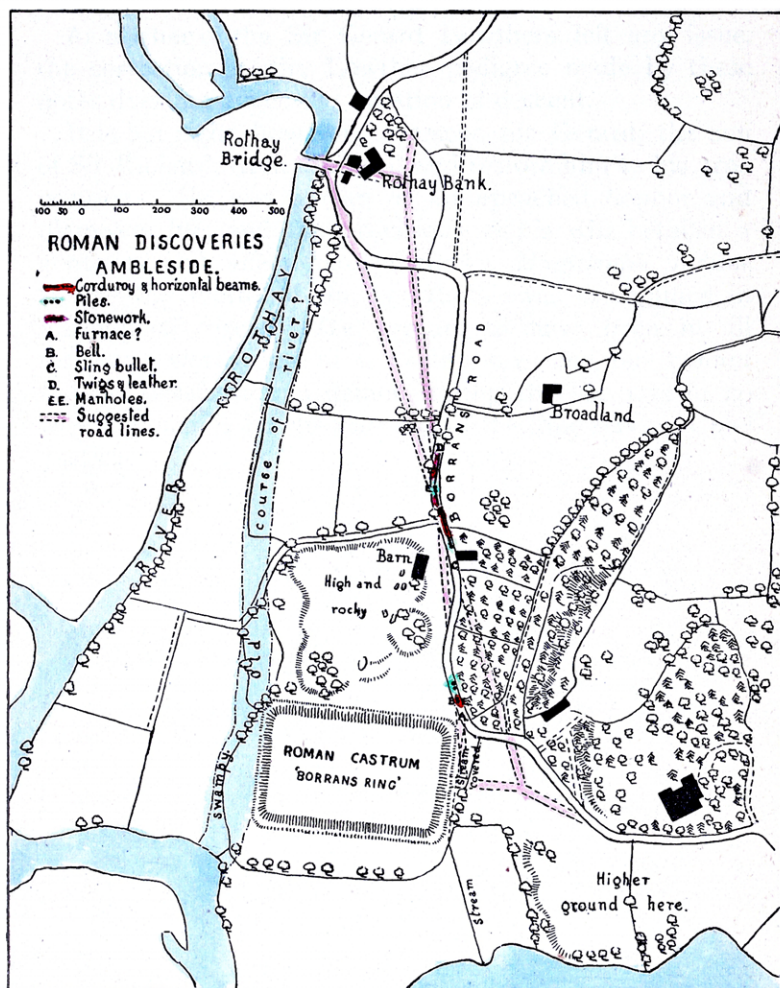 Rothay
Bridge.
Rothay Bank.
100 50 0 100 200 300 400 500
ROMAN DISCOVERIES
AMBLESIDE.
Corduroy & horizontal beams.
Piles.
Stonework.
A. Furnace?
B. Bell.
C. Sling bullet.
D. Twigs & leather.
E.E. Manholes.
Suggested
road lines.
RIVER ROTHAY
swampy old course of river?
BORRANS ROAD
Broadland
Barn
High and
rocky
ROMAN CASTRUM
"BORRANS RING"
Stream
covered
Stream
Higher
ground here.